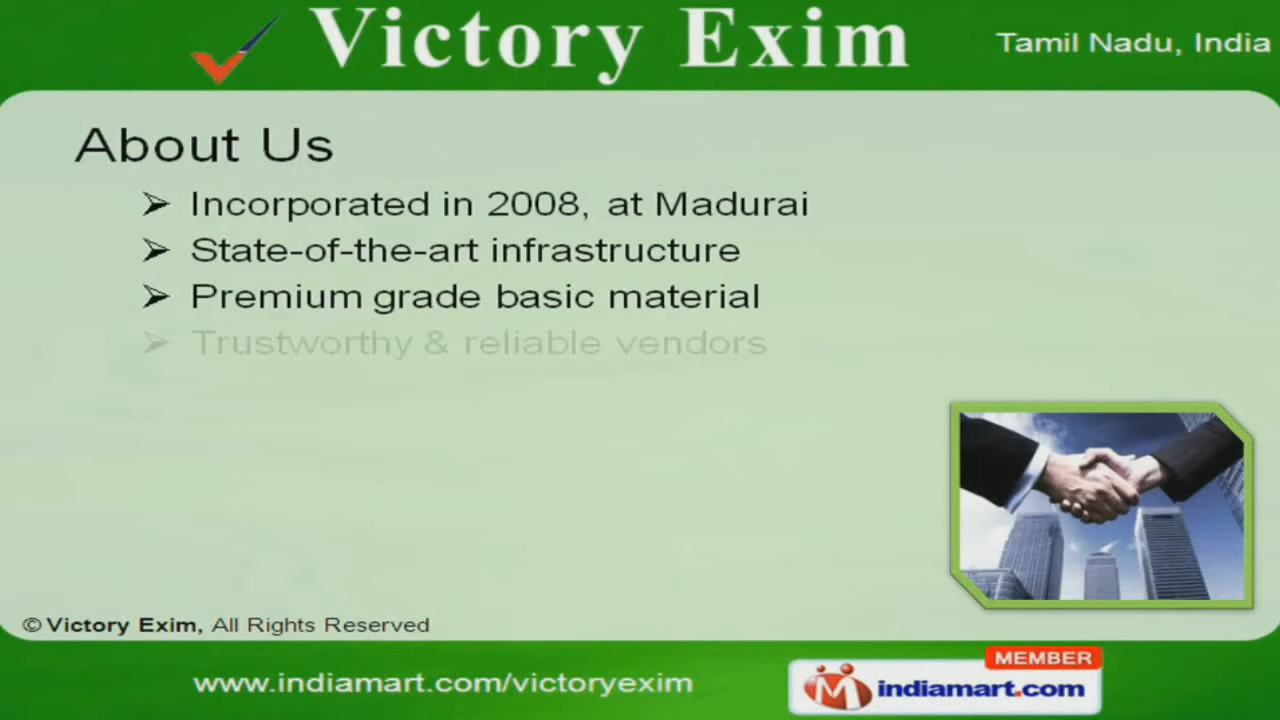 Victory Exim
Tamil Nadu, India
About Us
➢ Incorporated in 2008, at Madurai
➢ State-of-the-art infrastructure
➢ Premium grade basic material
➢ Trustworthy & reliable vendors
© Victory Exim, All Rights Reserved
www.indiamart.com/victoryexim
MEMBER
indiamart.com